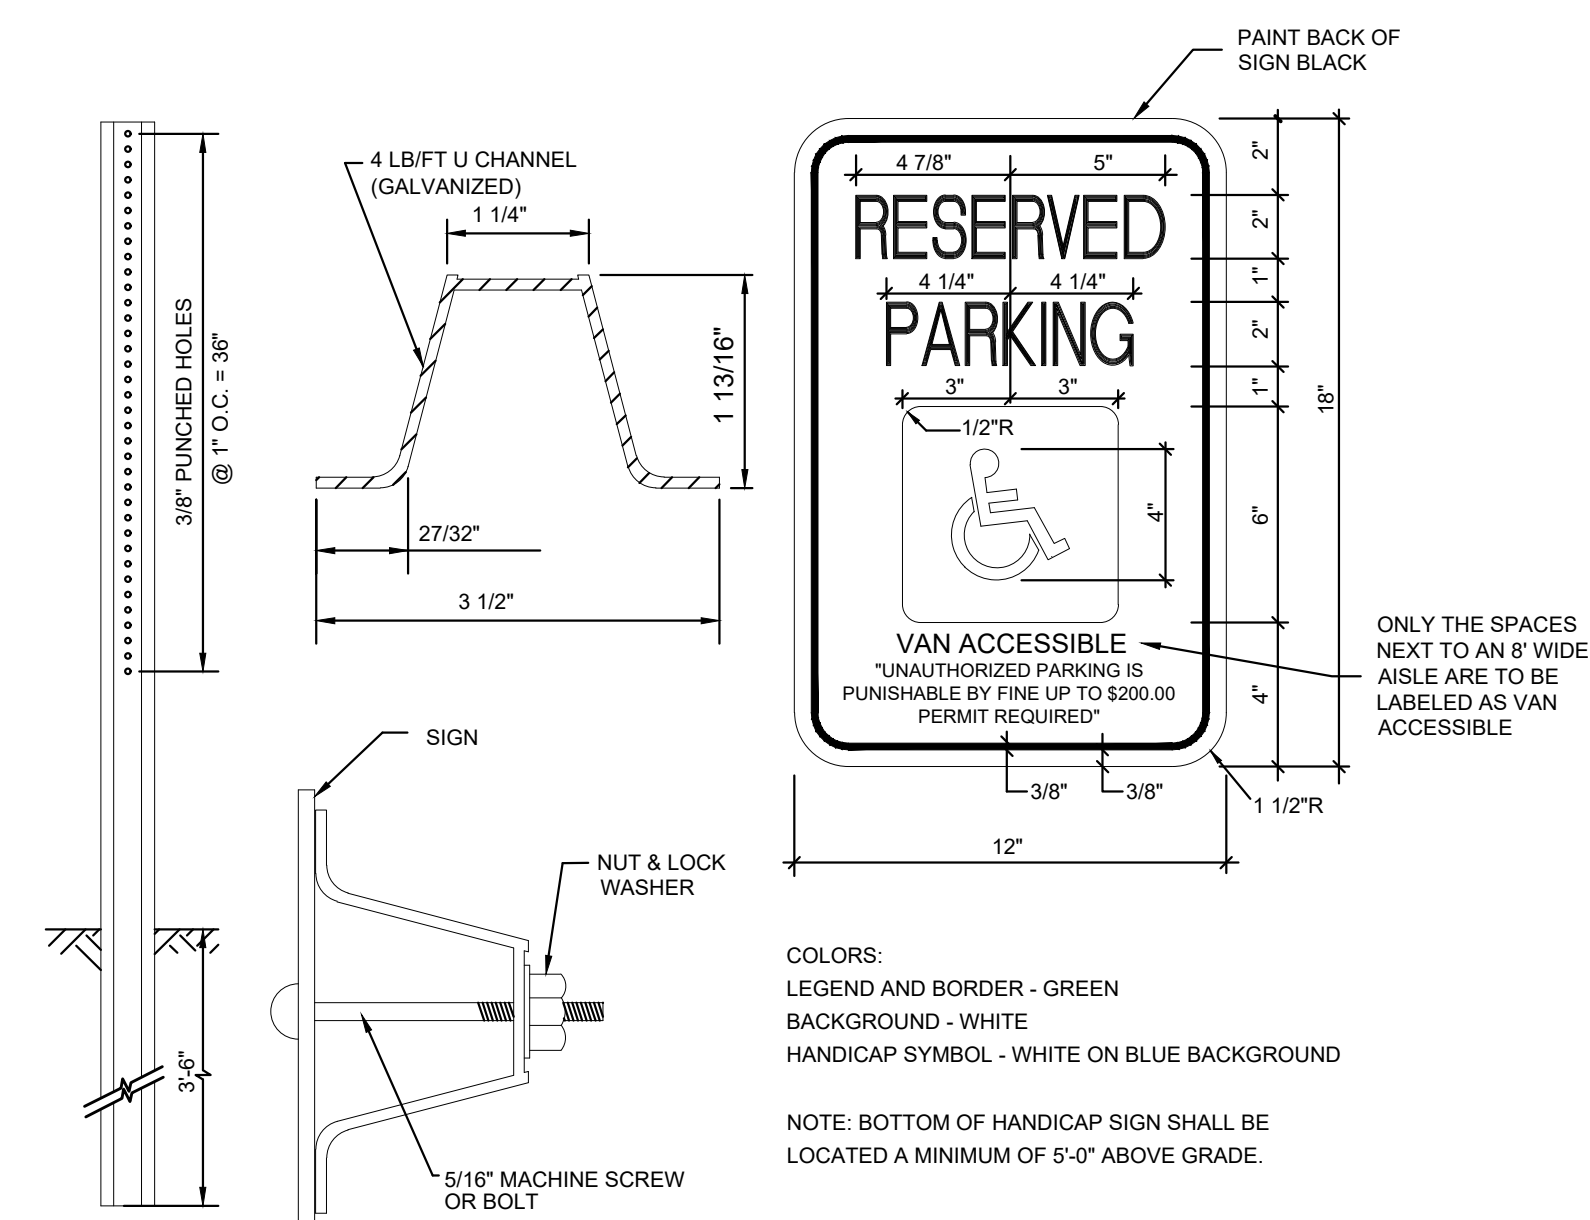 PAINT BACK OF
SIGN BLACK
4 LB/FT U CHANNEL
(GALVANIZED)
1 1/4"
1 13/16"
27/32"
3 1/2"
3/8" PUNCHED HOLES
@ 1" O.C. = 36"
3'-6"
4 7/8"
5"
RESERVED
4 1/4"
4 1/4"
PARKING
3"
3"
1/2"R
4"
VAN ACCESSIBLE
"UNAUTHORIZED PARKING IS
PUNISHABLE BY FINE UP TO $200.00
PERMIT REQUIRED"
2"
2"
1"
2"
1"
6"
4"
18"
ONLY THE SPACES
NEXT TO AN 8' WIDE
AISLE ARE TO BE
LABELED AS VAN
ACCESSIBLE
3/8"
3/8"
1 1/2"R
12"
SIGN
NUT & LOCK
WASHER
5/16" MACHINE SCREW
OR BOLT
COLORS:
LEGEND AND BORDER - GREEN
BACKGROUND - WHITE
HANDICAP SYMBOL - WHITE ON BLUE BACKGROUND
NOTE: BOTTOM OF HANDICAP SIGN SHALL BE
LOCATED A MINIMUM OF 5'-0" ABOVE GRADE.